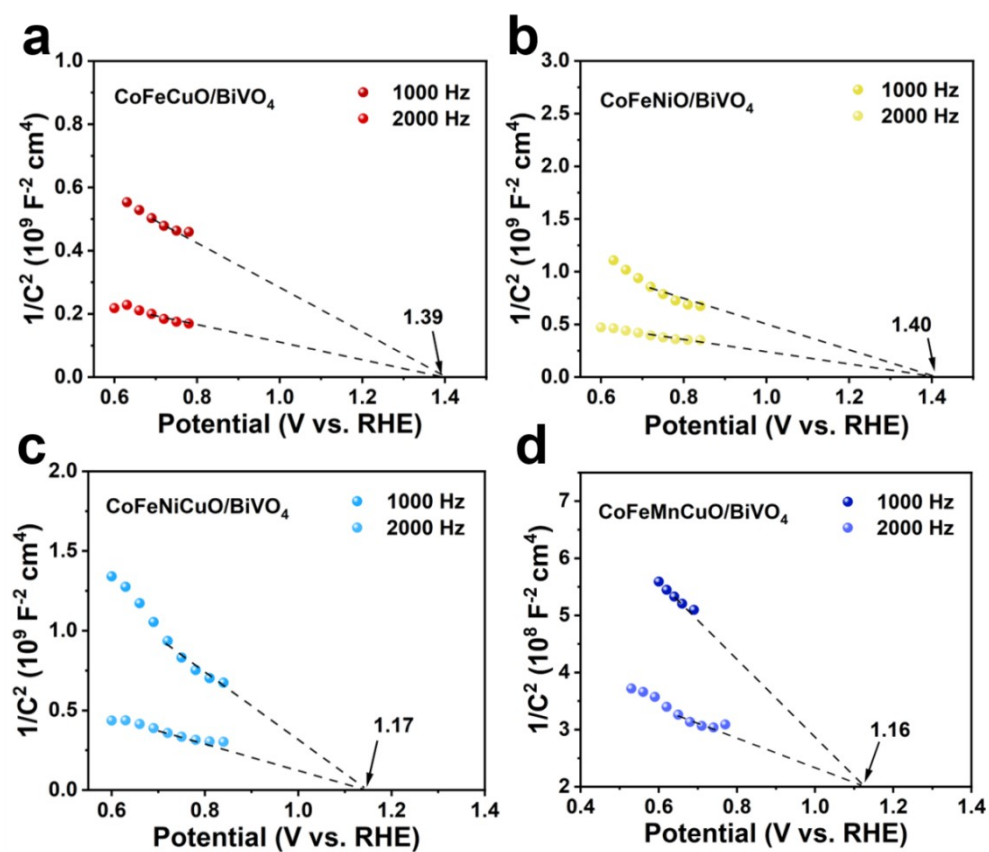 a
1/C² (10⁹ F⁻² cm⁴)
1.0
0.8
0.6
0.4
0.2
0.0
CoFeCuO/BiVO₄
1000 Hz
2000 Hz
1.39
0.6 0.8 1.0 1.2 1.4
Potential (V vs. RHE)
b
1/C² (10⁹ F⁻² cm⁴)
3.0
2.5
2.0
1.5
1.0
0.5
0.0
CoFeNiO/BiVO₄
1000 Hz
2000 Hz
1.40
0.6 0.8 1.0 1.2 1.4
Potential (V vs. RHE)
c
1/C² (10⁹ F⁻² cm⁴)
2.0
1.5
1.0
0.5
0.0
CoFeNiCuO/BiVO₄
1000 Hz
2000 Hz
1.17
0.6 0.8 1.0 1.2 1.4
Potential (V vs. RHE)
d
1/C² (10⁸ F⁻² cm⁴)
7
6
5
4
3
2
CoFeMnCuO/BiVO₄
1000 Hz
2000 Hz
1.16
0.4 0.6 0.8 1.0 1.2 1.4
Potential (V vs. RHE)